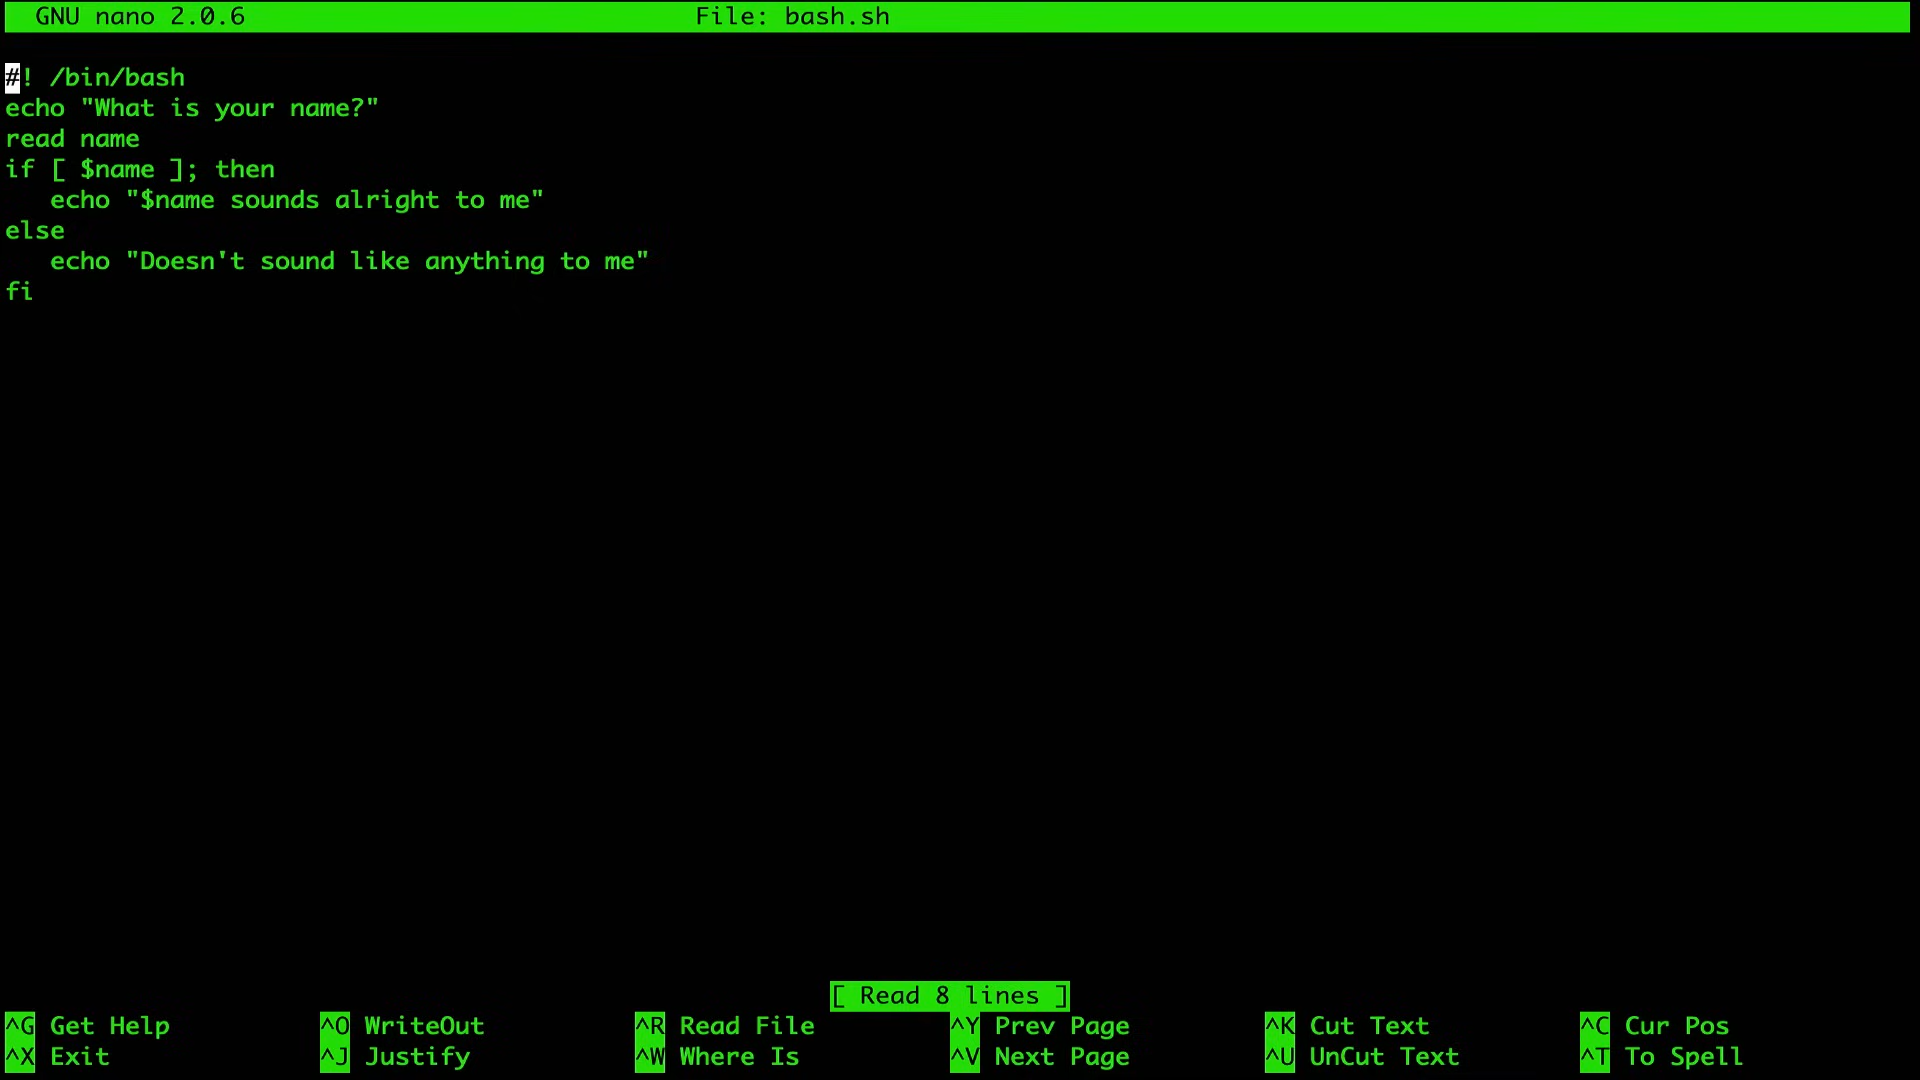 GNU nano 2.0.6 File: bash.sh
#! /bin/bash
echo "What is your name?"
read name
if [ $name ]; then
   echo "$name sounds alright to me"
else
   echo "Doesn't sound like anything to me"
fi
[ Read 8 lines ]
^G Get Help ^O WriteOut ^R Read File ^Y Prev Page ^K Cut Text ^C Cur Pos
^X Exit ^J Justify ^W Where Is ^V Next Page ^U UnCut Text ^T To Spell